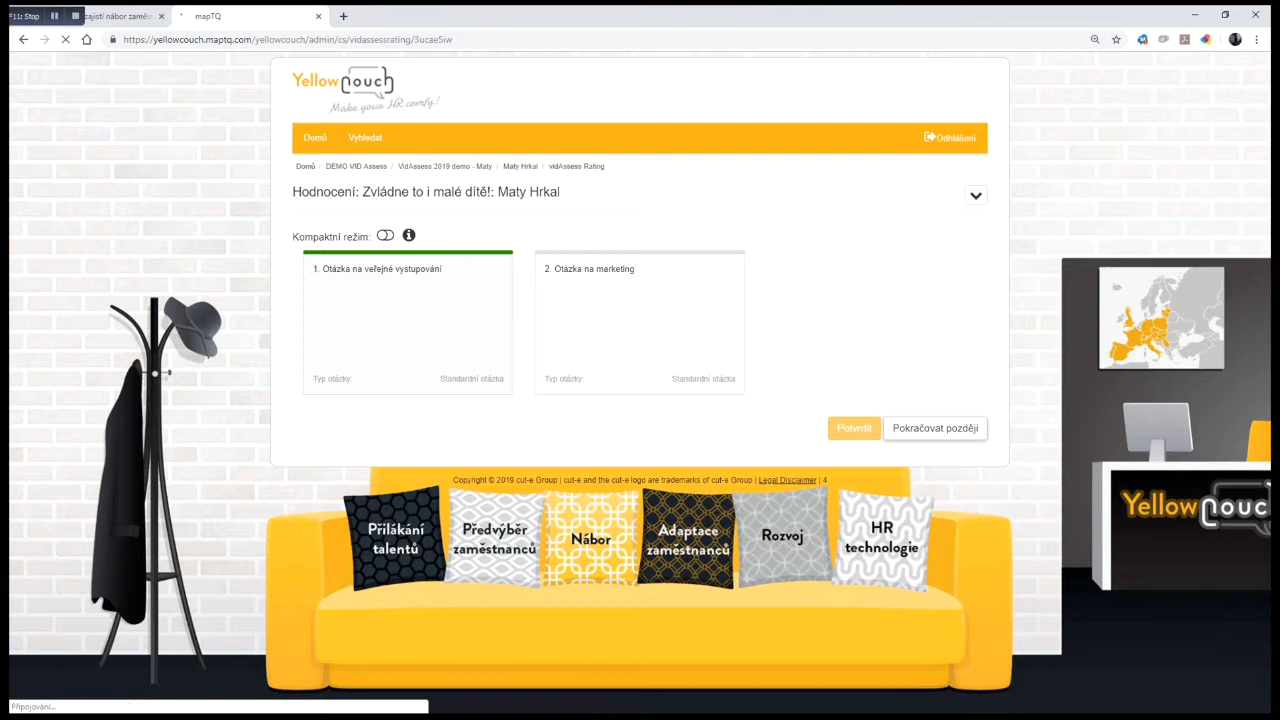 F11: Stop
zajistí nábor zaměs
mapTQ
https://yellowcouch.maptq.com/yellowcouch/admin/cs/vidassessrating/3ucae5iw
Yellow couch
Make your HR comfy!
Domů Vyhledat Odhlášení
Domů / DEMO VID Assess / VidAssess 2019 demo - Maty / Maty Hrkal / vidAssess Rating
Hodnocení: Zvládne to i malé dítě!: Maty Hrkal
Kompaktní režim:
1. Otázka na veřejné vystupování
Typ otázky: Standardní otázka
2. Otázka na marketing
Typ otázky: Standardní otázka
Potvrdit Pokračovat později
Copyright © 2019 cut-e Group | cut-e and the cut-e logo are trademarks of cut-e Group | Legal Disclaimer | 4
Přilákání
talentů
Předvýběr
zaměstnanců
Nábor
Adaptace
zaměstnanců
Rozvoj
HR
technologie
Yellow couc
Připojování...